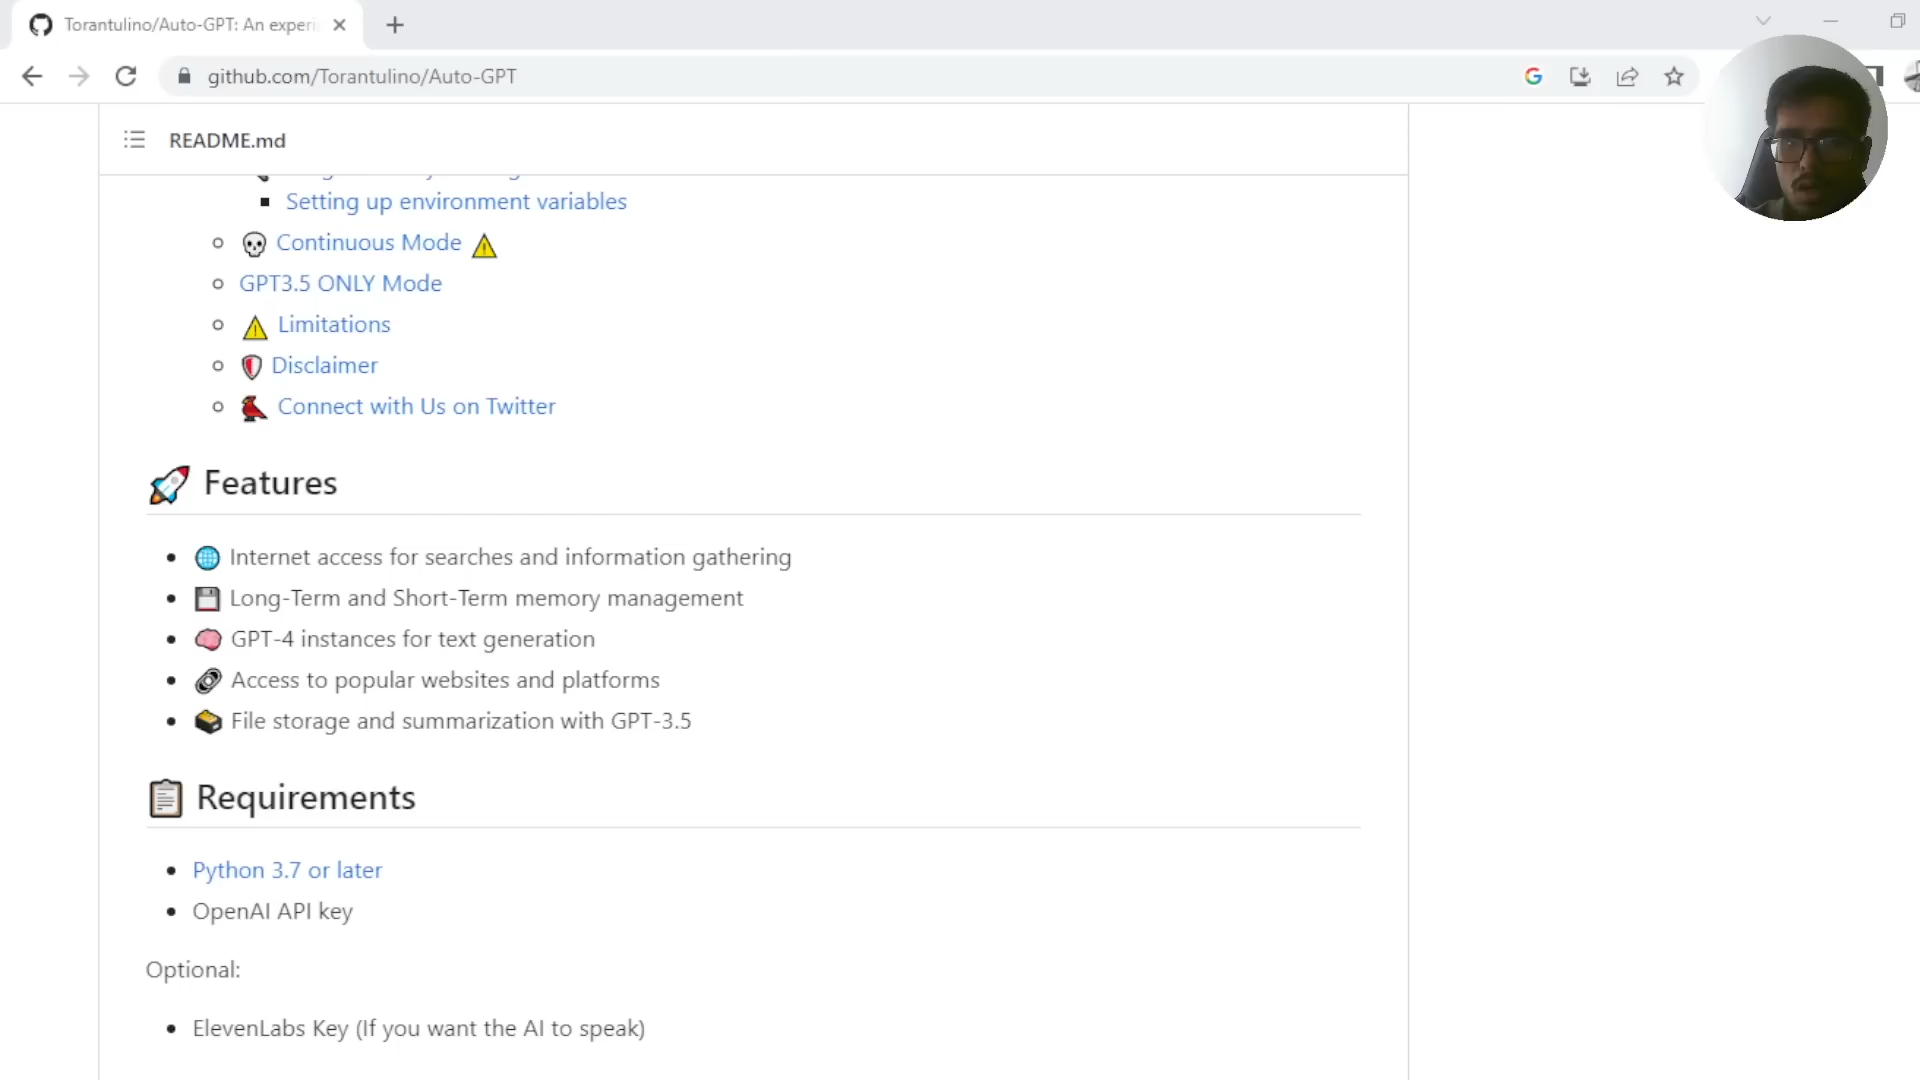 Torantulino/Auto-GPT: An experi
github.com/Torantulino/Auto-GPT
README.md
Setting up environment variables
Continuous Mode
GPT3.5 ONLY Mode
Limitations
Disclaimer
Connect with Us on Twitter
Features
Internet access for searches and information gathering
Long-Term and Short-Term memory management
GPT-4 instances for text generation
Access to popular websites and platforms
File storage and summarization with GPT-3.5
Requirements
Python 3.7 or later
OpenAI API key
Optional:
ElevenLabs Key (If you want the AI to speak)